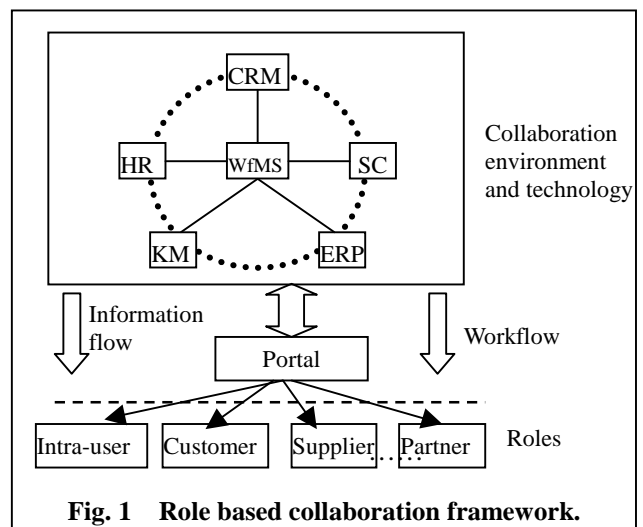 CRM
HR WfMS SC
KM ERP
Collaboration
environment
and technology
Information
flow
Workflow
Portal
Intra-user Customer Supplier ...... Partner
Roles
Fig. 1 Role based collaboration framework.